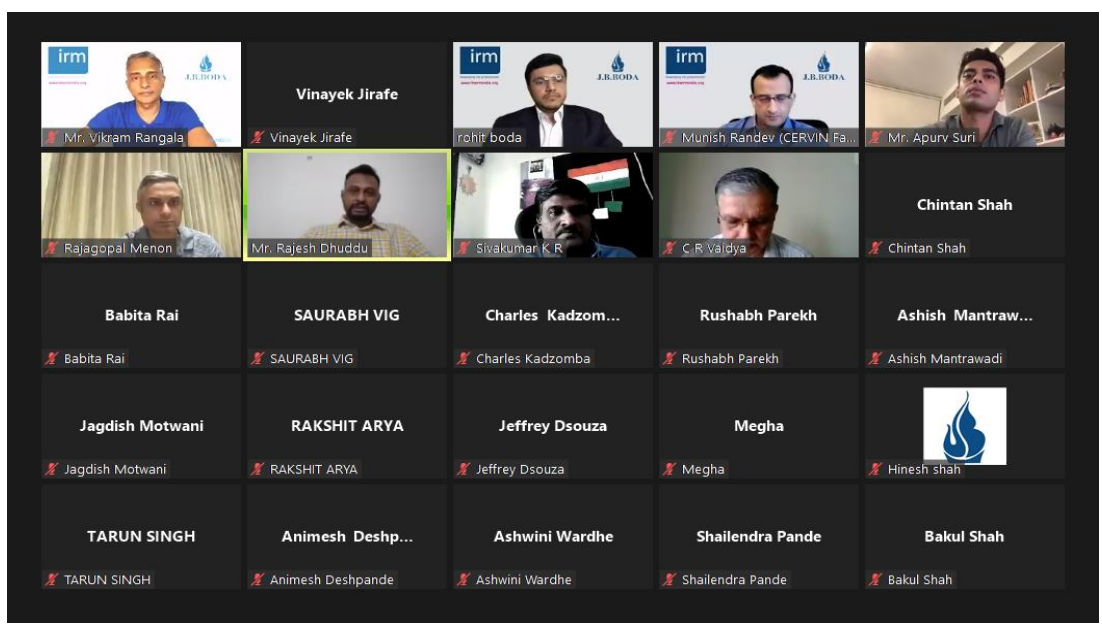 irm
J.B.BODA
Mr. Vikram Rangala
Vinayek Jirafe
Vinayek Jirafe
irm
J.B.BODA
rohit boda
irm
J.B.BODA
Munish Randev (CERVIN Fa...
Mr. Apurv Suri
Rajagopal Menon
Mr. Rajesh Dhuddu
Sivakumar K R
C R Vaidya
Chintan Shah
Chintan Shah
Babita Rai
Babita Rai
SAURABH VIG
SAURABH VIG
Charles Kadzom...
Charles Kadzomba
Rushabh Parekh
Rushabh Parekh
Ashish Mantraw...
Ashish Mantrawadi
Jagdish Motwani
Jagdish Motwani
RAKSHIT ARYA
RAKSHIT ARYA
Jeffrey Dsouza
Jeffrey Dsouza
Megha
Megha
Hinesh shah
TARUN SINGH
TARUN SINGH
Animesh Deshp...
Animesh Deshpande
Ashwini Wardhe
Ashwini Wardhe
Shailendra Pande
Shailendra Pande
Bakul Shah
Bakul Shah